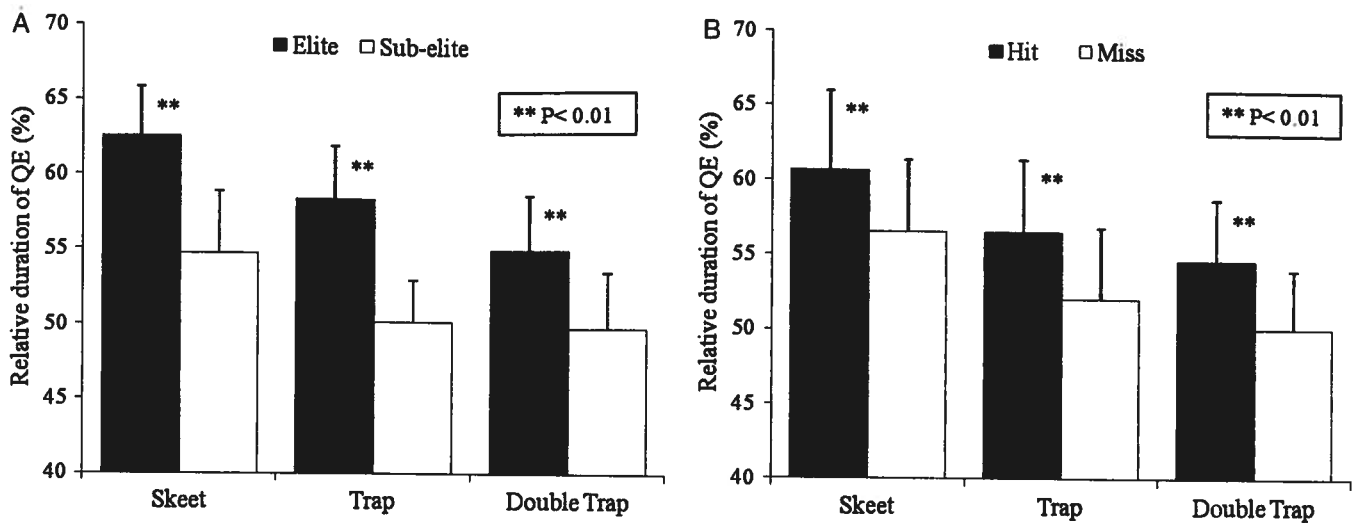 A
70
65
60
55
50
45
40
Relative duration of QE (%)
Elite Sub-elite
** P< 0.01
**
**
**
Skeet Trap Double Trap
B
70
65
60
55
50
45
40
Relative duration of QE (%)
Hit Miss
** P< 0.01
**
**
**
Skeet Trap Double Trap